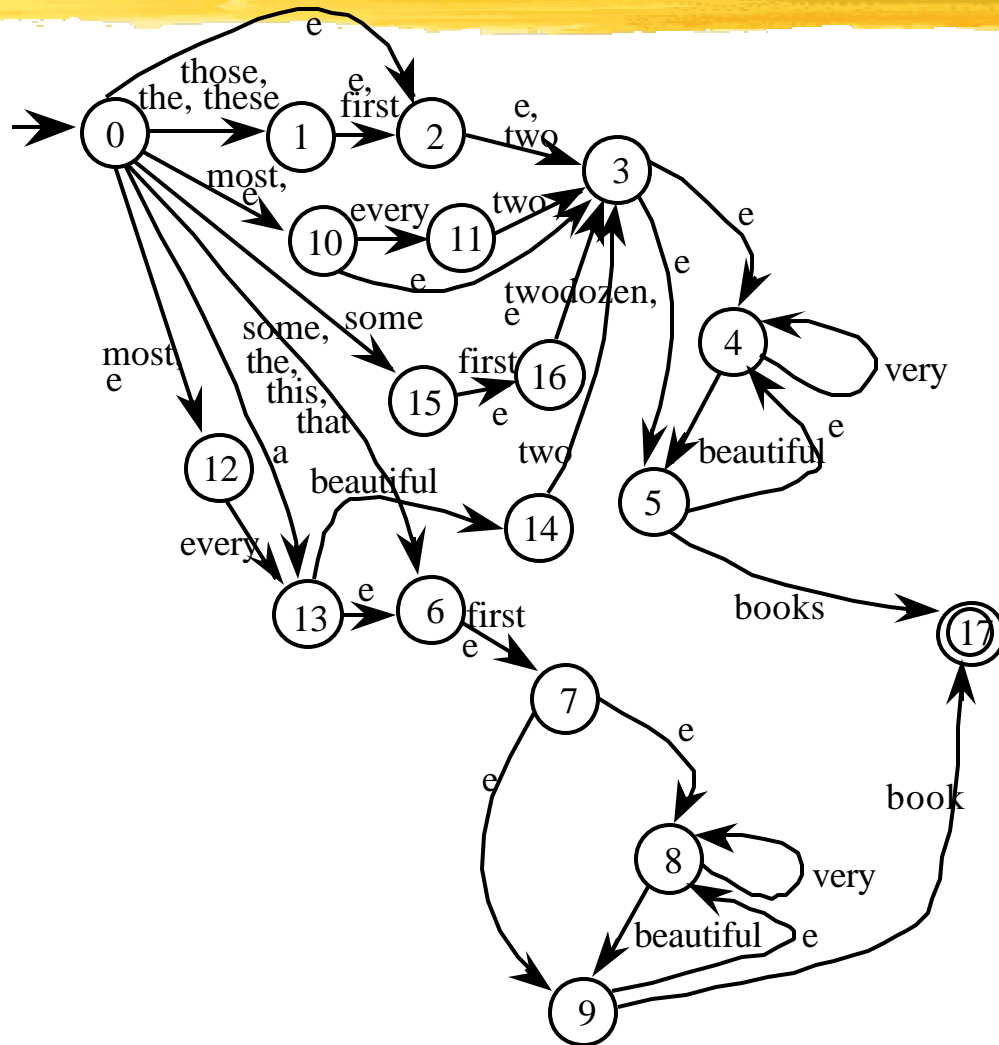 e
those,
the, these
e,
first
e,
two
0
1
2
3
most,
e
every
two
10
11
e
e
e
twodozen,
e
some,
the,
this,
that
some
first
e
15
16
4
very
most,
e
a
beautiful
two
beautiful
e
12
14
5
every
e
first
e
13
6
books
17
7
e
e
book
8
very
beautiful
e
9